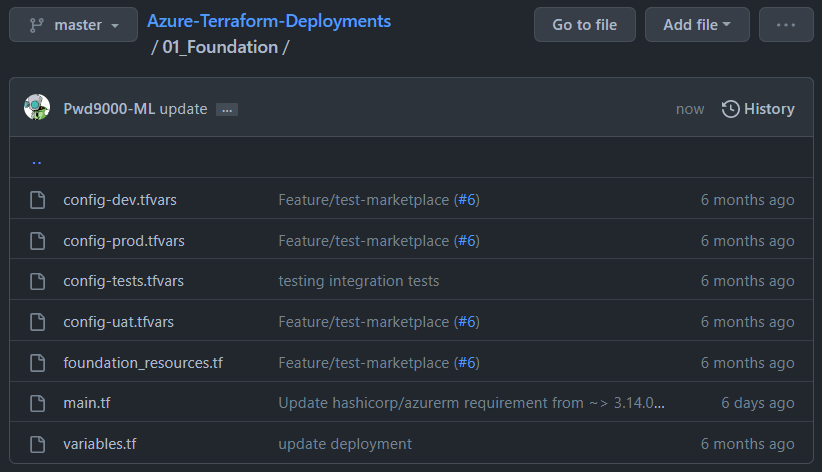 master Azure-Terraform-Deployments Go to file Add file ...
/ 01_Foundation /
Pwd9000-ML update ... now History
..
config-dev.tfvars Feature/test-marketplace (#6) 6 months ago
config-prod.tfvars Feature/test-marketplace (#6) 6 months ago
config-tests.tfvars testing integration tests 6 months ago
config-uat.tfvars Feature/test-marketplace (#6) 6 months ago
foundation_resources.tf Feature/test-marketplace (#6) 6 months ago
main.tf Update hashicorp/azurerm requirement from ~> 3.14.0... 6 days ago
variables.tf update deployment 6 months ago